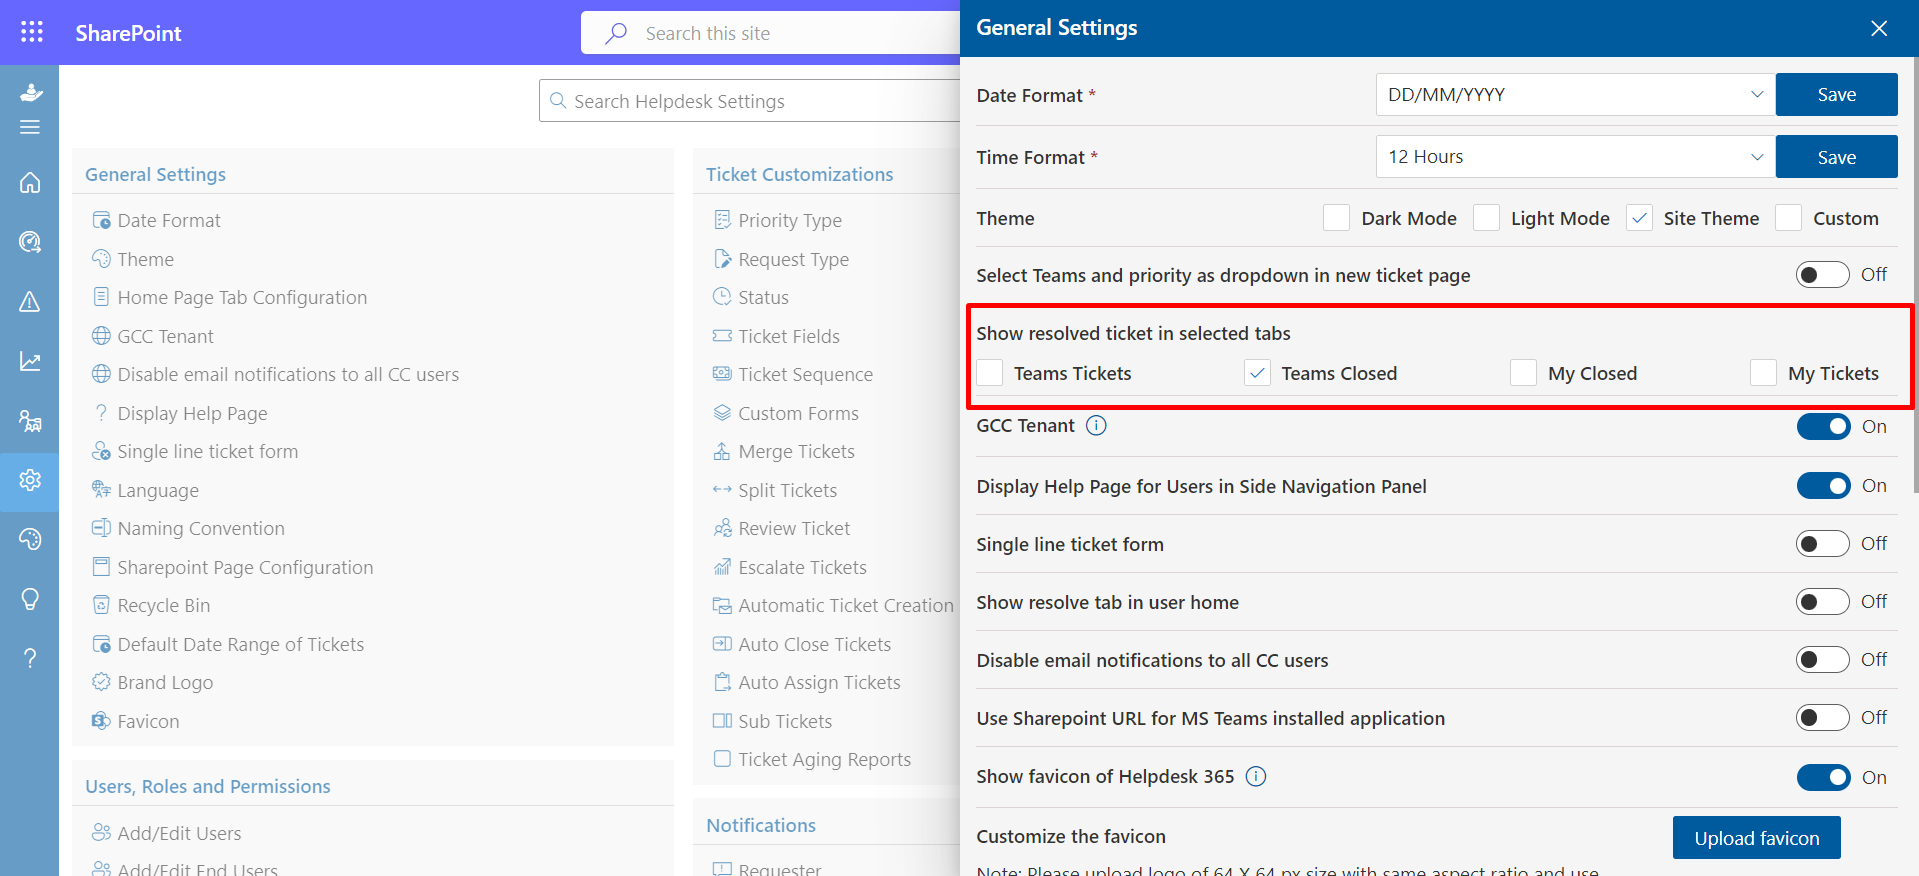 SharePoint
Search this site
Search Helpdesk Settings
General Settings
Date Format
Theme
Home Page Tab Configuration
GCC Tenant
Disable email notifications to all CC users
Display Help Page
Single line ticket form
Language
Naming Convention
Sharepoint Page Configuration
Recycle Bin
Default Date Range of Tickets
Brand Logo
Favicon
Users, Roles and Permissions
Add/Edit Users
Add/Edit End Users
Ticket Customizations
Priority Type
Request Type
Status
Ticket Fields
Ticket Sequence
Custom Forms
Merge Tickets
Split Tickets
Review Ticket
Escalate Tickets
Automatic Ticket Creation
Auto Close Tickets
Auto Assign Tickets
Sub Tickets
Ticket Aging Reports
Notifications
Requester
General Settings
Date Format * DD/MM/YYYY Save
Time Format * 12 Hours Save
Theme Dark Mode Light Mode Site Theme Custom
Select Teams and priority as dropdown in new ticket page Off
Show resolved ticket in selected tabs
Teams Tickets Teams Closed My Closed My Tickets
GCC Tenant On
Display Help Page for Users in Side Navigation Panel On
Single line ticket form Off
Show resolve tab in user home Off
Disable email notifications to all CC users Off
Use Sharepoint URL for MS Teams installed application Off
Show favicon of Helpdesk 365 On
Customize the favicon Upload favicon
Note: Please upload logo of 64 X 64 px size with same aspect ratio and use